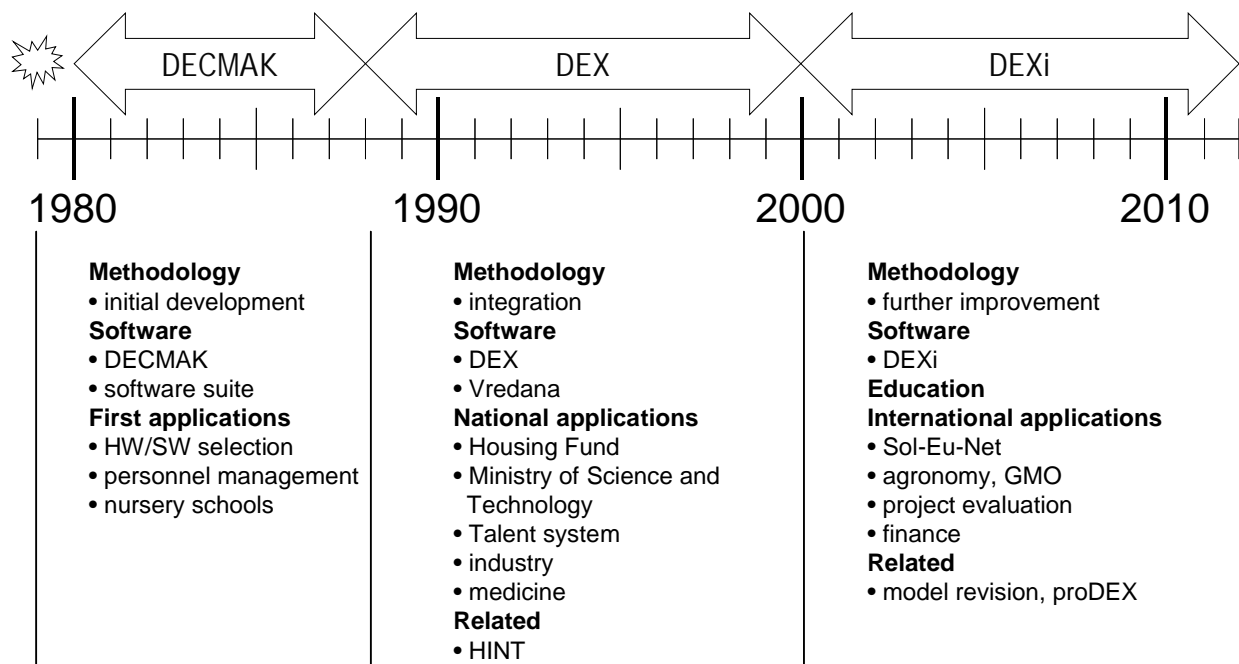 DECMAK
DEX
DEXi
1980
1990
2000
2010
Methodology
• initial development
Software
• DECMAK
• software suite
First applications
• HW/SW selection
• personnel management
• nursery schools
Methodology
• integration
Software
• DEX
• Vredana
National applications
• Housing Fund
• Ministry of Science and
Technology
• Talent system
• industry
• medicine
Related
• HINT
Methodology
• further improvement
Software
• DEXi
Education
International applications
• Sol-Eu-Net
• agronomy, GMO
• project evaluation
• finance
Related
• model revision, proDEX